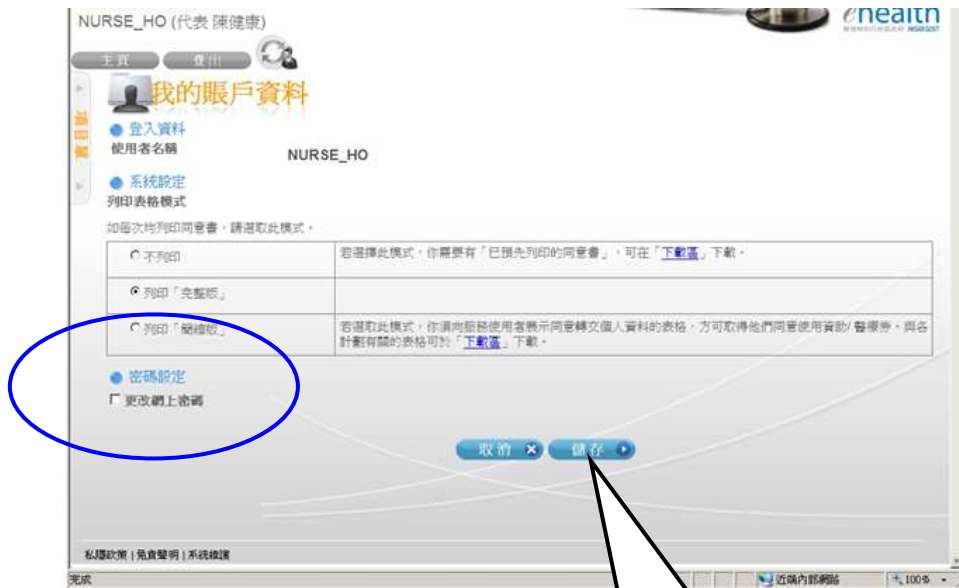 NURSE_HO (代表 陳健康)
ehealth
主頁 登出
我的賬戶資料
登入資料
使用者名稱 NURSE_HO
系統設定
列印表格模式
如每次均列印同意書，請選取此模式。
不列印 若選擇此模式，你需要有「已預先列印的同意書」，可在「下載區」下載。
列印「完整版」
列印「簡縮版」 若選取此模式，你須向服務使用者展示同意轉交個人資料的表格，方可取得他們同意使用資助/ 醫療券。與各
計劃有關的表格可於「下載區」下載。
密碼設定
更改網上密碼
取消 儲存
私隱政策 | 免責聲明 | 系統維護
完成 近端內部網路 100%